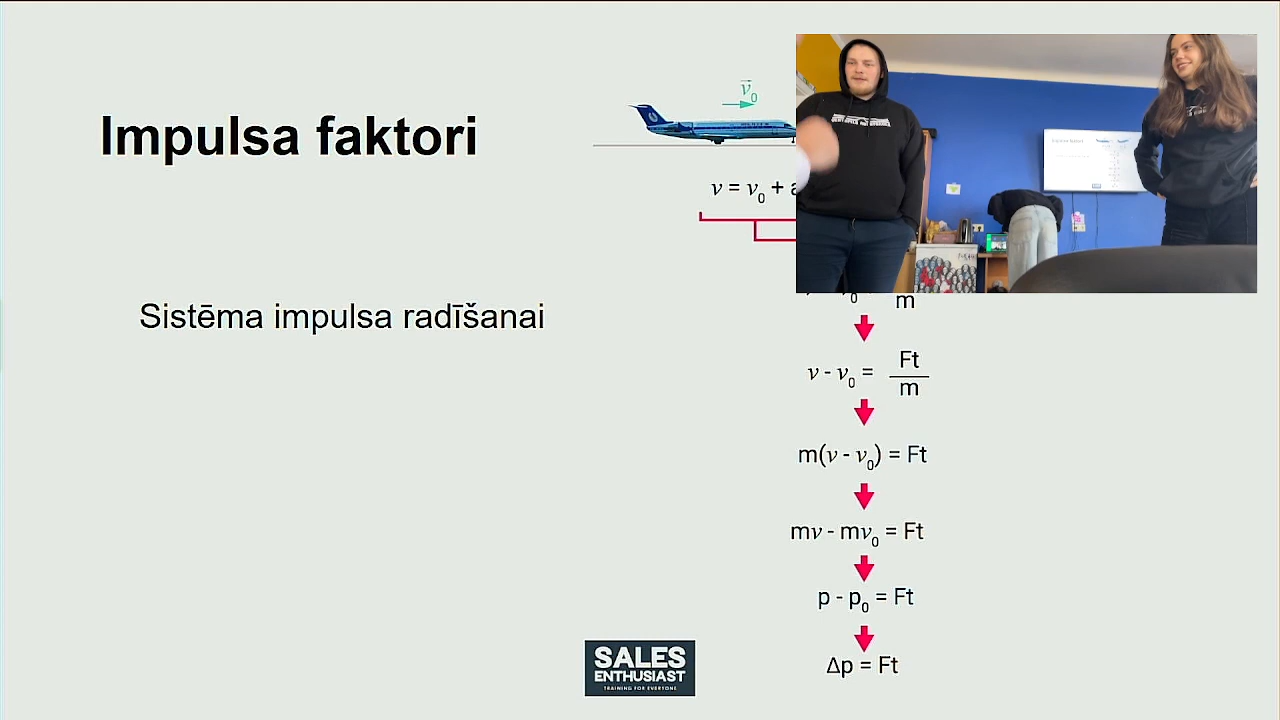 Impulsa faktori
Sistēma impulsa radīšanai
v₀
v = v₀ +
m
v - v₀ = Ft
m
m(v - v₀) = Ft
mv - mv₀ = Ft
p - p₀ = Ft
Δp = Ft
SALES
ENTHUSIAST
TRAINING FOR EVERYONE